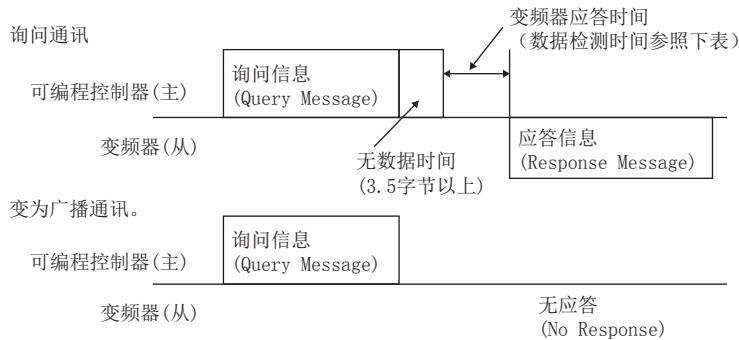 变频器应答时间
（数据检测时间参照下表）
询问通讯
询问信息
(Query Message)
可编程控制器(主)
变频器(从)
应答信息
(Response Message)
无数据时间
(3.5字节以上)
变为广播通讯。
询问信息
(Query Message)
可编程控制器(主)
变频器(从)
无应答
(No Response)